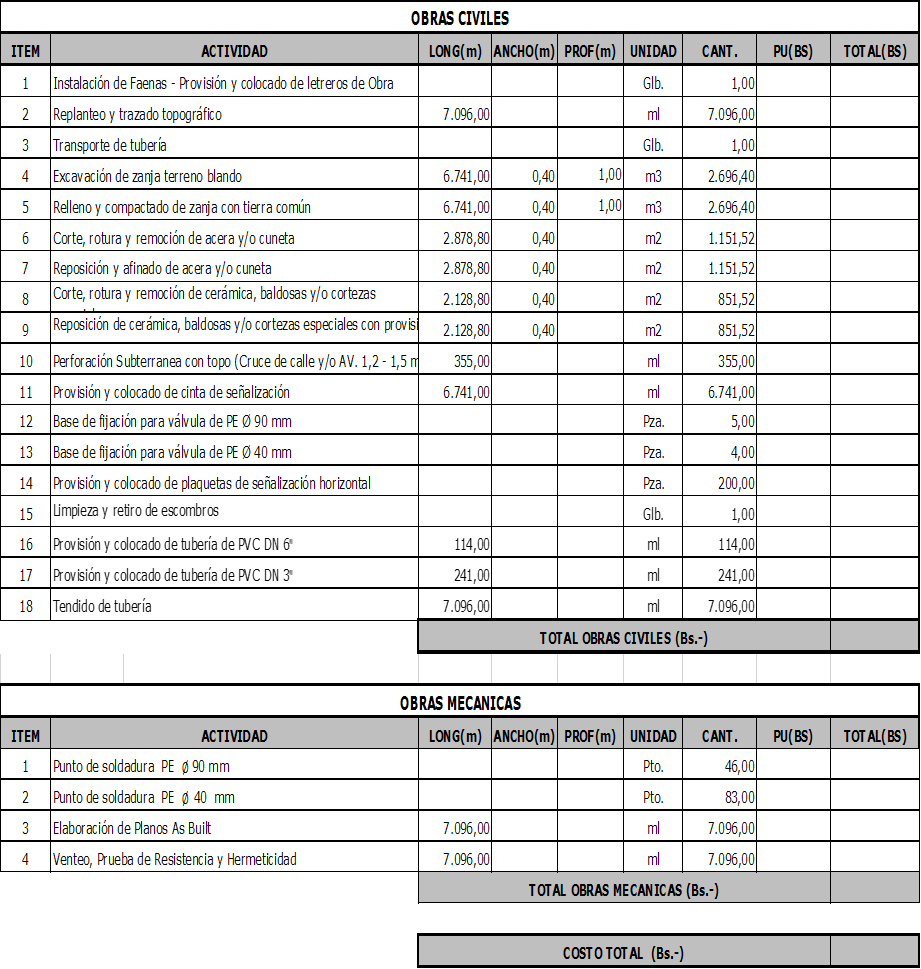 OBRAS CIVILES
ITEM ACTIVIDAD LONG(m) ANCHO(m) PROF(m) UNIDAD CANT. PU(BS) TOTAL(BS)
1 Instalación de Faenas - Provisión y colocado de letreros de Obra Glb. 1,00
2 Replanteo y trazado topográfico 7.096,00 ml 7.096,00
3 Transporte de tubería Glb. 1,00
4 Excavación de zanja terreno blando 6.741,00 0,40 1,00 m3 2.696,40
5 Relleno y compactado de zanja con tierra común 6.741,00 0,40 1,00 m3 2.696,40
6 Corte, rotura y remoción de acera y/o cuneta 2.878,80 0,40 m2 1.151,52
7 Reposición y afinado de acera y/o cuneta 2.878,80 0,40 m2 1.151,52
8 Corte, rotura y remoción de cerámica, baldosas y/o cortezas 2.128,80 0,40 m2 851,52
9 Reposición de cerámica, baldosas y/o cortezas especiales con provisi 2.128,80 0,40 m2 851,52
10 Perforación Subterranea con topo (Cruce de calle y/o AV. 1,2 - 1,5 m 355,00 ml 355,00
11 Provisión y colocado de cinta de señalización 6.741,00 ml 6.741,00
12 Base de fijación para válvula de PE Ø 90 mm Pza. 5,00
13 Base de fijación para válvula de PE Ø 40 mm Pza. 4,00
14 Provisión y colocado de plaquetas de señalización horizontal Pza. 200,00
15 Limpieza y retiro de escombros Glb. 1,00
16 Provisión y colocado de tubería de PVC DN 6" 114,00 ml 114,00
17 Provisión y colocado de tubería de PVC DN 3" 241,00 ml 241,00
18 Tendido de tubería 7.096,00 ml 7.096,00
TOTAL OBRAS CIVILES (Bs.-)
OBRAS MECANICAS
ITEM ACTIVIDAD LONG(m) ANCHO(m) PROF(m) UNIDAD CANT. PU(BS) TOTAL(BS)
1 Punto de soldadura PE ø 90 mm Pto. 46,00
2 Punto de soldadura PE ø 40 mm Pto. 83,00
3 Elaboración de Planos As Built 7.096,00 ml 7.096,00
4 Venteo, Prueba de Resistencia y Hermeticidad 7.096,00 ml 7.096,00
TOTAL OBRAS MECANICAS (Bs.-)
COSTO TOTAL (Bs.-)